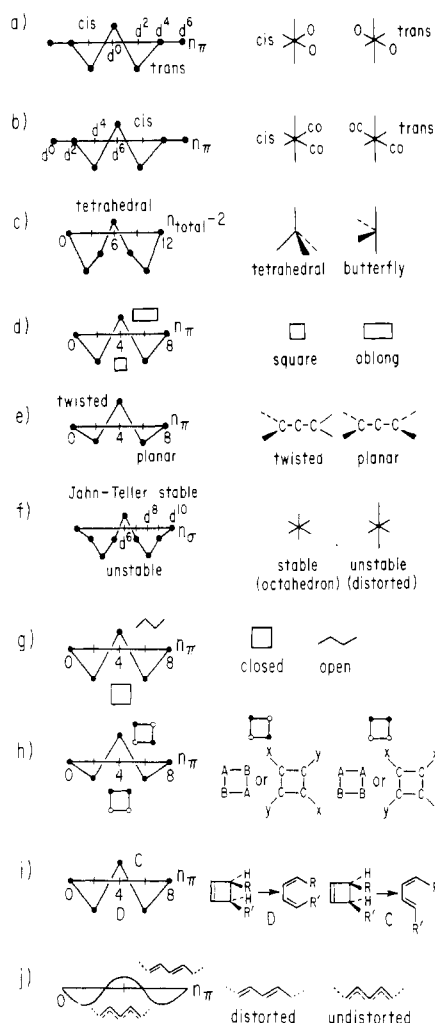 a) cis d⁰ d² d⁴ d⁶ nπ trans cis O O O O trans
b) d⁰ d² d⁴ d⁶ cis nπ cis co co oc co trans
c) tetrahedral 0 6 12 n total⁻² tetrahedral butterfly
d) 0 4 8 nπ square oblong
e) twisted 0 4 8 nπ planar C-C-C C-C-C twisted planar
f) Jahn-Teller stable d⁶ d⁸ d¹⁰ nσ unstable stable (octahedron) unstable (distorted)
g) 0 4 8 nπ closed open
h) 0 4 8 nπ A B B A or x y C C C C y x A A B B or x x C C C C y y
i) 0 4 8 nπ C D H R H R' R R' D H R H R' R R' C
j) 0 nπ distorted undistorted